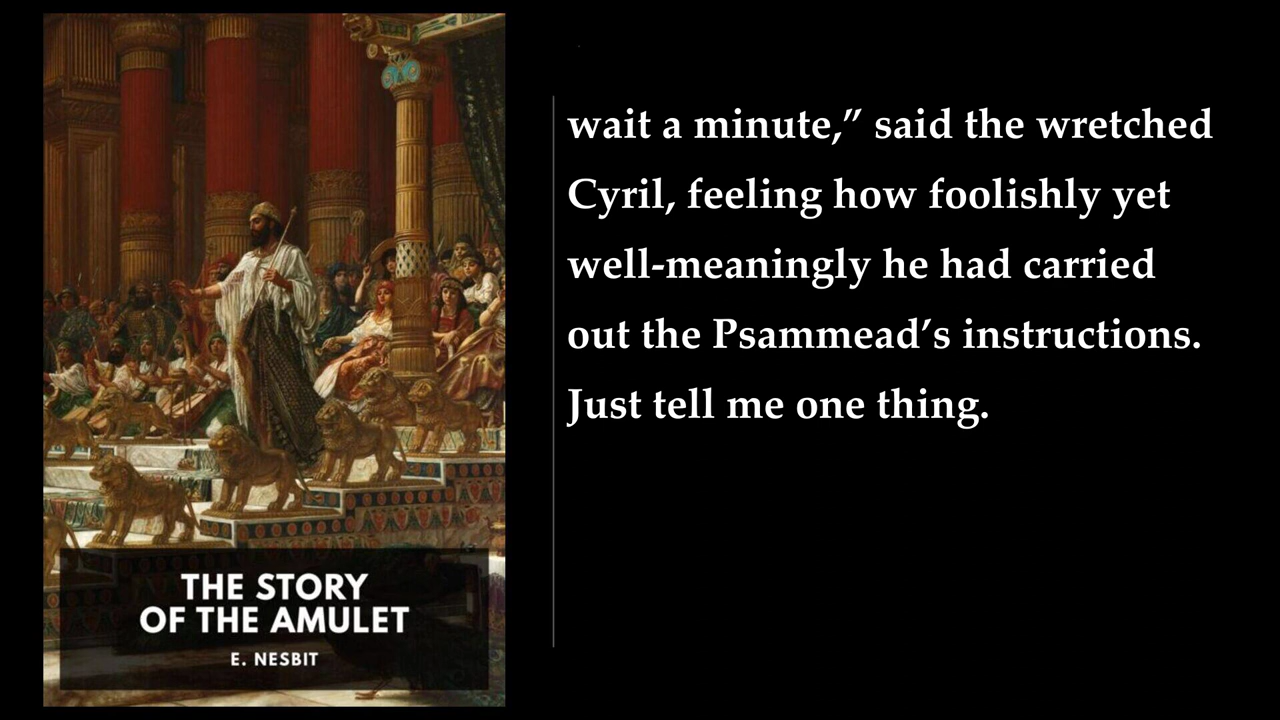 THE STORY
OF THE AMULET
E. NESBIT
wait a minute,” said the wretched
Cyril, feeling how foolishly yet
well-meaningly he had carried
out the Psammead’s instructions.
Just tell me one thing.